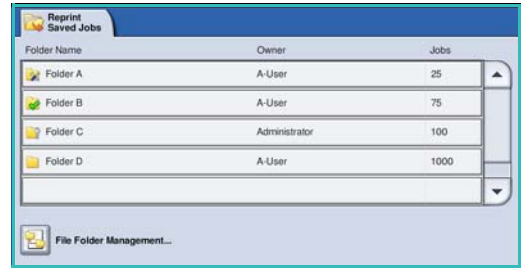 Reprint
Saved Jobs
Folder Name Owner Jobs
Folder A A-User 25
Folder B A-User 75
Folder C Administrator 100
Folder D A-User 1000
File Folder Management...